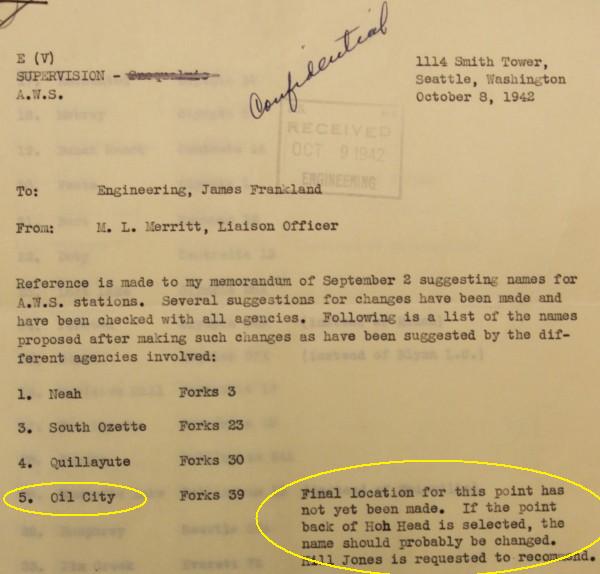 Confidential
E (V)
SUPERVISION - Snoqualmie
A.W.S.
1114 Smith Tower,
Seattle, Washington
October 8, 1942
RECEIVED
OCT 9 1942
ENGINEERING
To: Engineering, James Frankland
From: M. L. Merritt, Liaison Officer
Reference is made to my memorandum of September 2 suggesting names for
A.W.S. stations. Several suggestions for changes have been made and
have been checked with all agencies. Following is a list of the names
proposed after making such changes as have been suggested by the dif-
ferent agencies involved:
1. Neah Forks 3
3. South Ozette Forks 23
4. Quillayute Forks 30
5. Oil City Forks 39 Final location for this point has
not yet been made. If the point
back of Hoh Head is selected, the
name should probably be changed.
Hill Jones is requested to recommend.